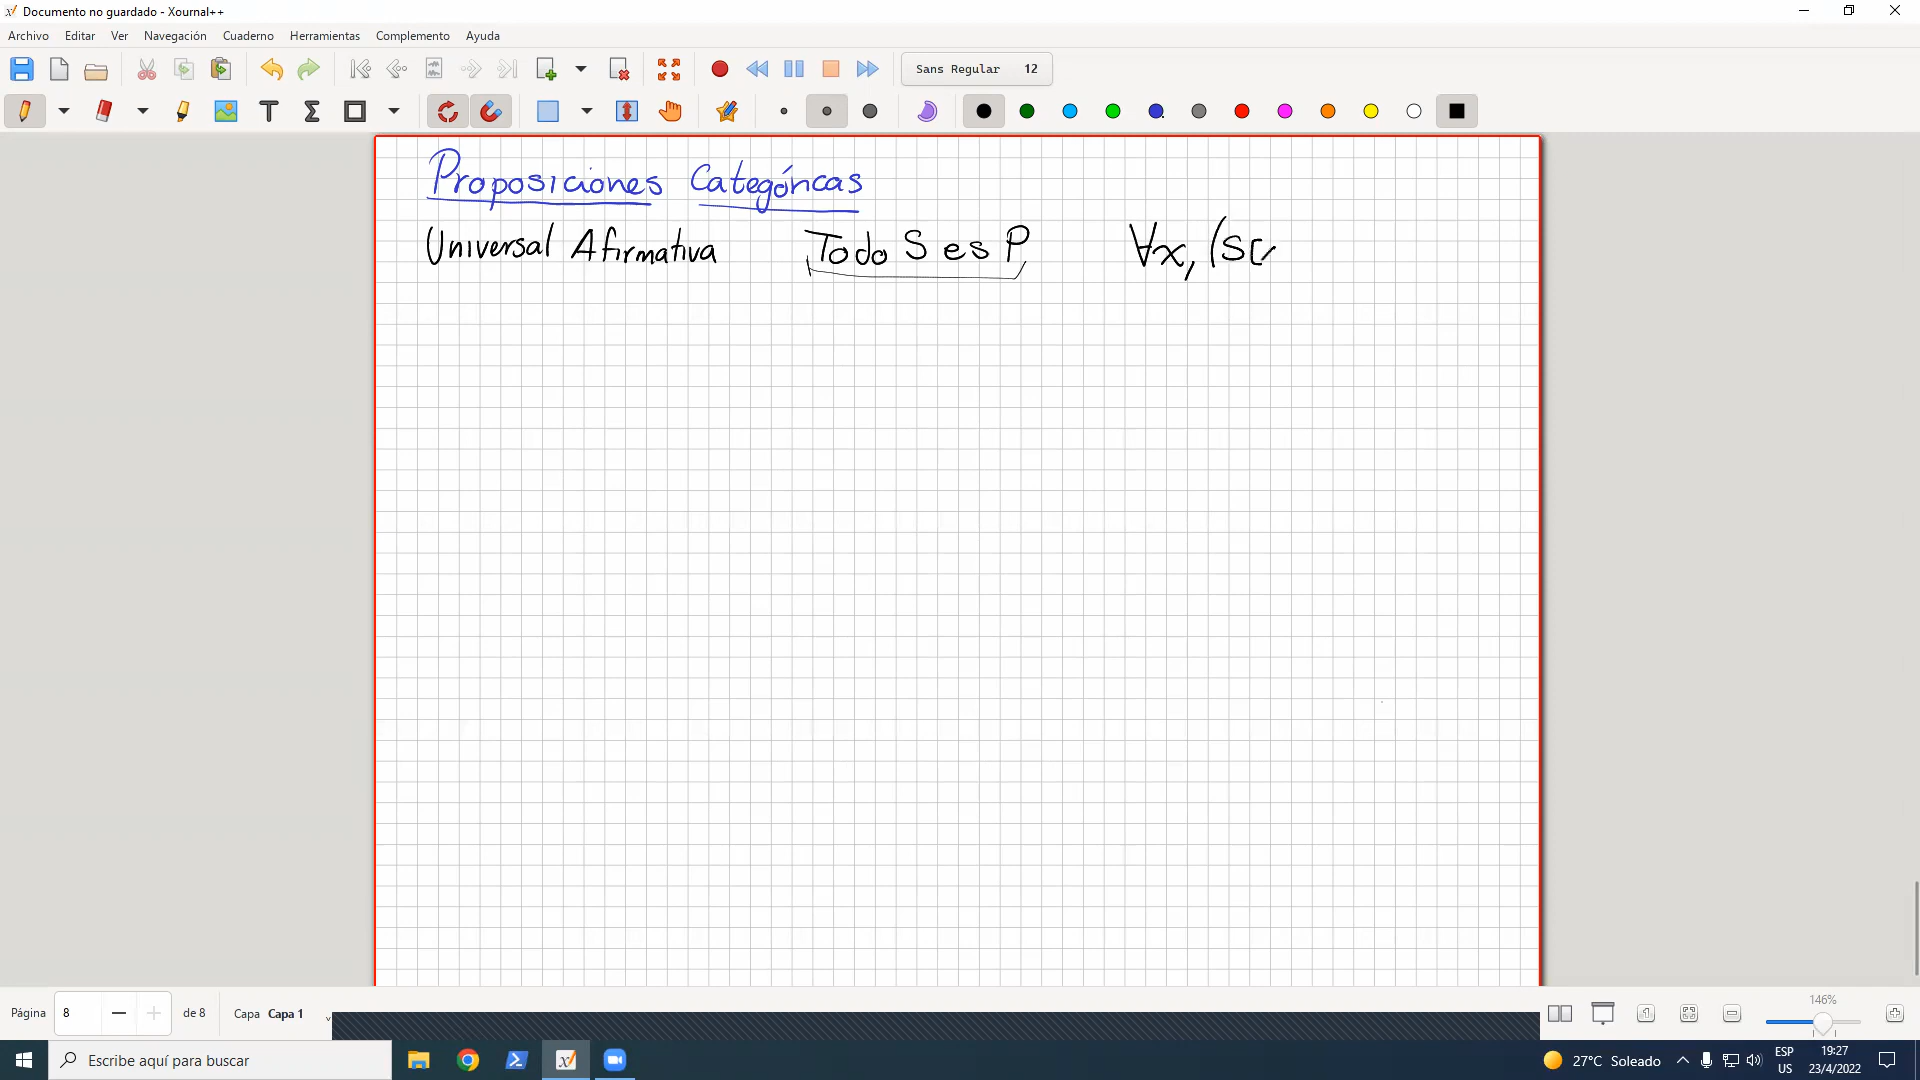 Documento no guardado - Xournal++
Archivo Editar Ver Navegación Cuaderno Herramientas Complemento Ayuda
Sans Regular 12
Proposiciones Categóricas
Universal Afirmativa Todo S es P ∀x, (S(
Página 8 de 8 Capa Capa 1
146%
Escribe aquí para buscar
27°C Soleado
ESP
US
19:27
23/4/2022